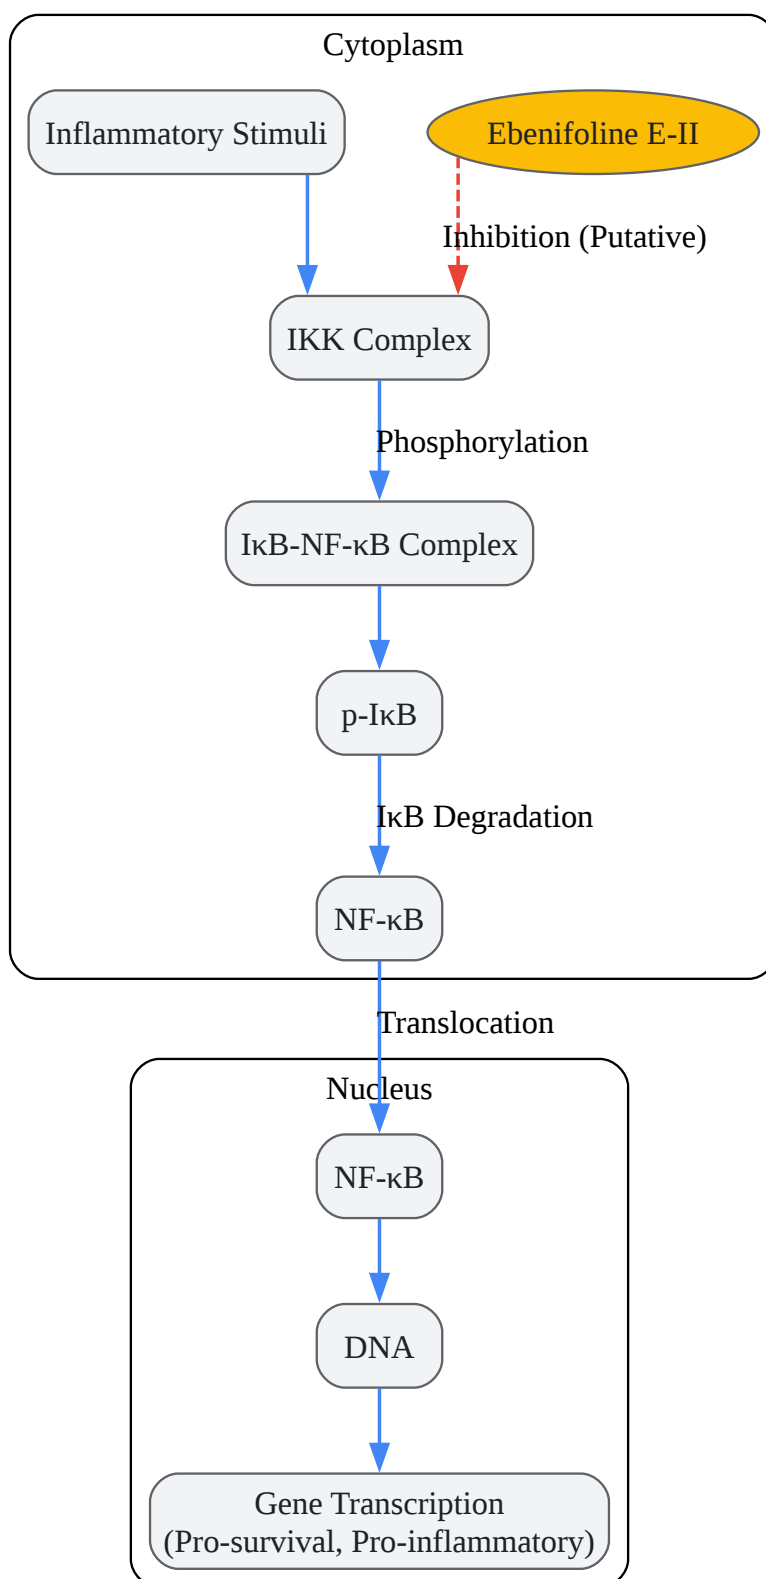 Cytoplasm
Inflammatory Stimuli
Ebenifoline E-II
Inhibition (Putative)
IKK Complex
Phosphorylation
IκB-NF-κB Complex
p-IκB
IκB Degradation
NF-κB
Translocation
Nucleus
NF-κB
DNA
Gene Transcription
(Pro-survival, Pro-inflammatory)